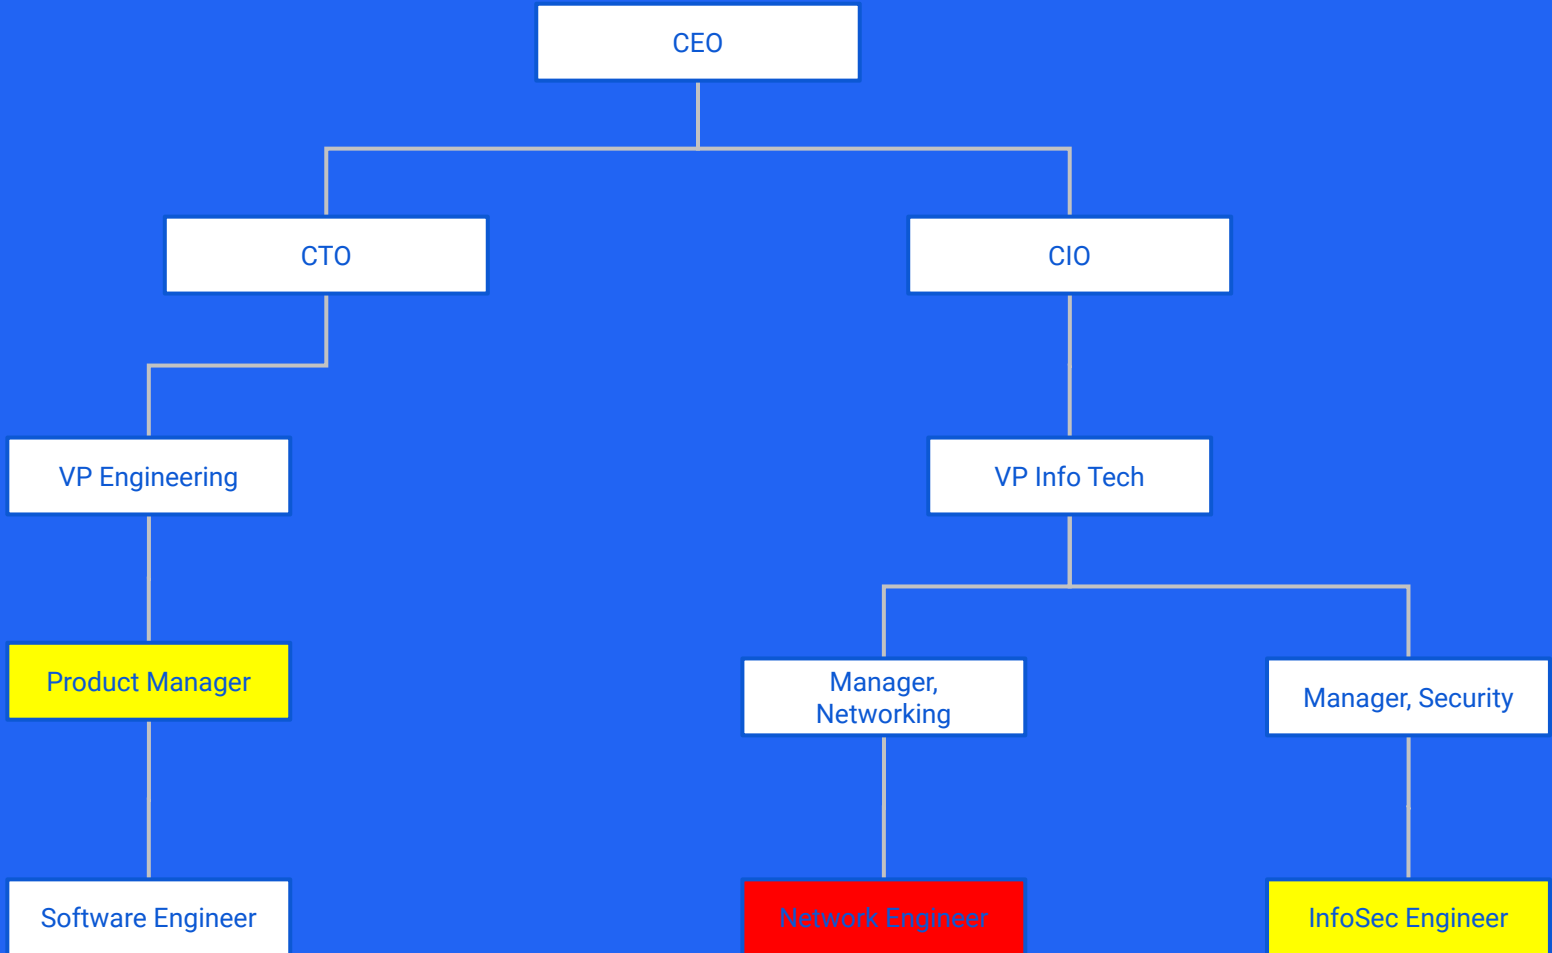 CEO
CTO
CIO
VP Engineering
VP Info Tech
Product Manager
Manager,
Networking
Manager, Security
Software Engineer
Network Engineer
InfoSec Engineer